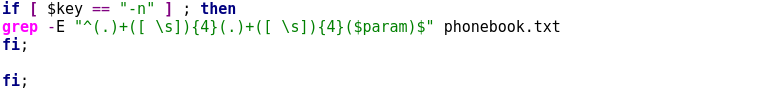 if [ $key == "-n" ] ; then
grep -E "^(.)+([ \s]){4}(.)+([ \s]){4}($param)$" phonebook.txt
fi;
fi;